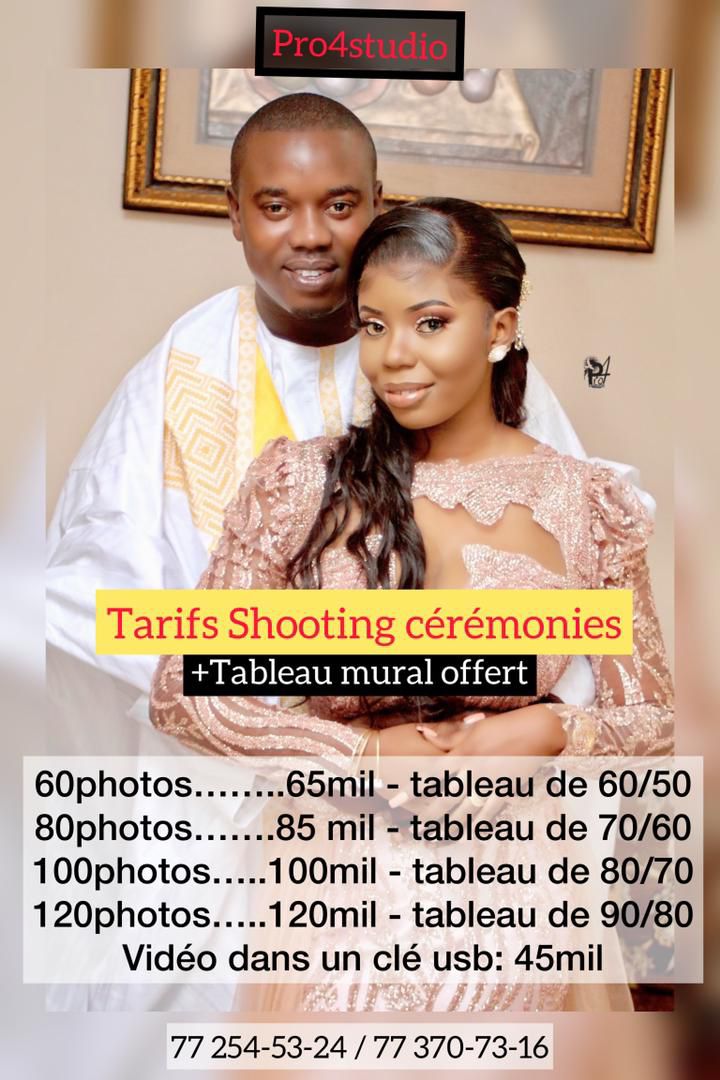 Pro4studio
Pro4
Tarifs Shooting cérémonies
+Tableau mural offert
60photos........65mil - tableau de 60/50
80photos.......85 mil - tableau de 70/60
100photos.....100mil - tableau de 80/70
120photos.....120mil - tableau de 90/80
Vidéo dans un clé usb: 45mil
77 254-53-24 / 77 370-73-16